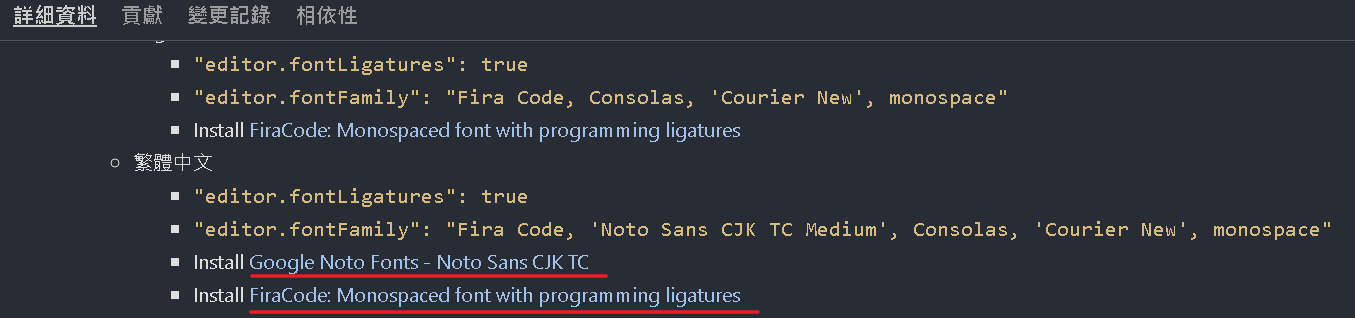 詳細資料 貢獻 變更記錄 相依性
"editor.fontLigatures": true
"editor.fontFamily": "Fira Code, Consolas, 'Courier New', monospace"
Install FiraCode: Monospaced font with programming ligatures
繁體中文
"editor.fontLigatures": true
"editor.fontFamily": "Fira Code, 'Noto Sans CJK TC Medium', Consolas, 'Courier New', monospace"
Install Google Noto Fonts - Noto Sans CJK TC
Install FiraCode: Monospaced font with programming ligatures